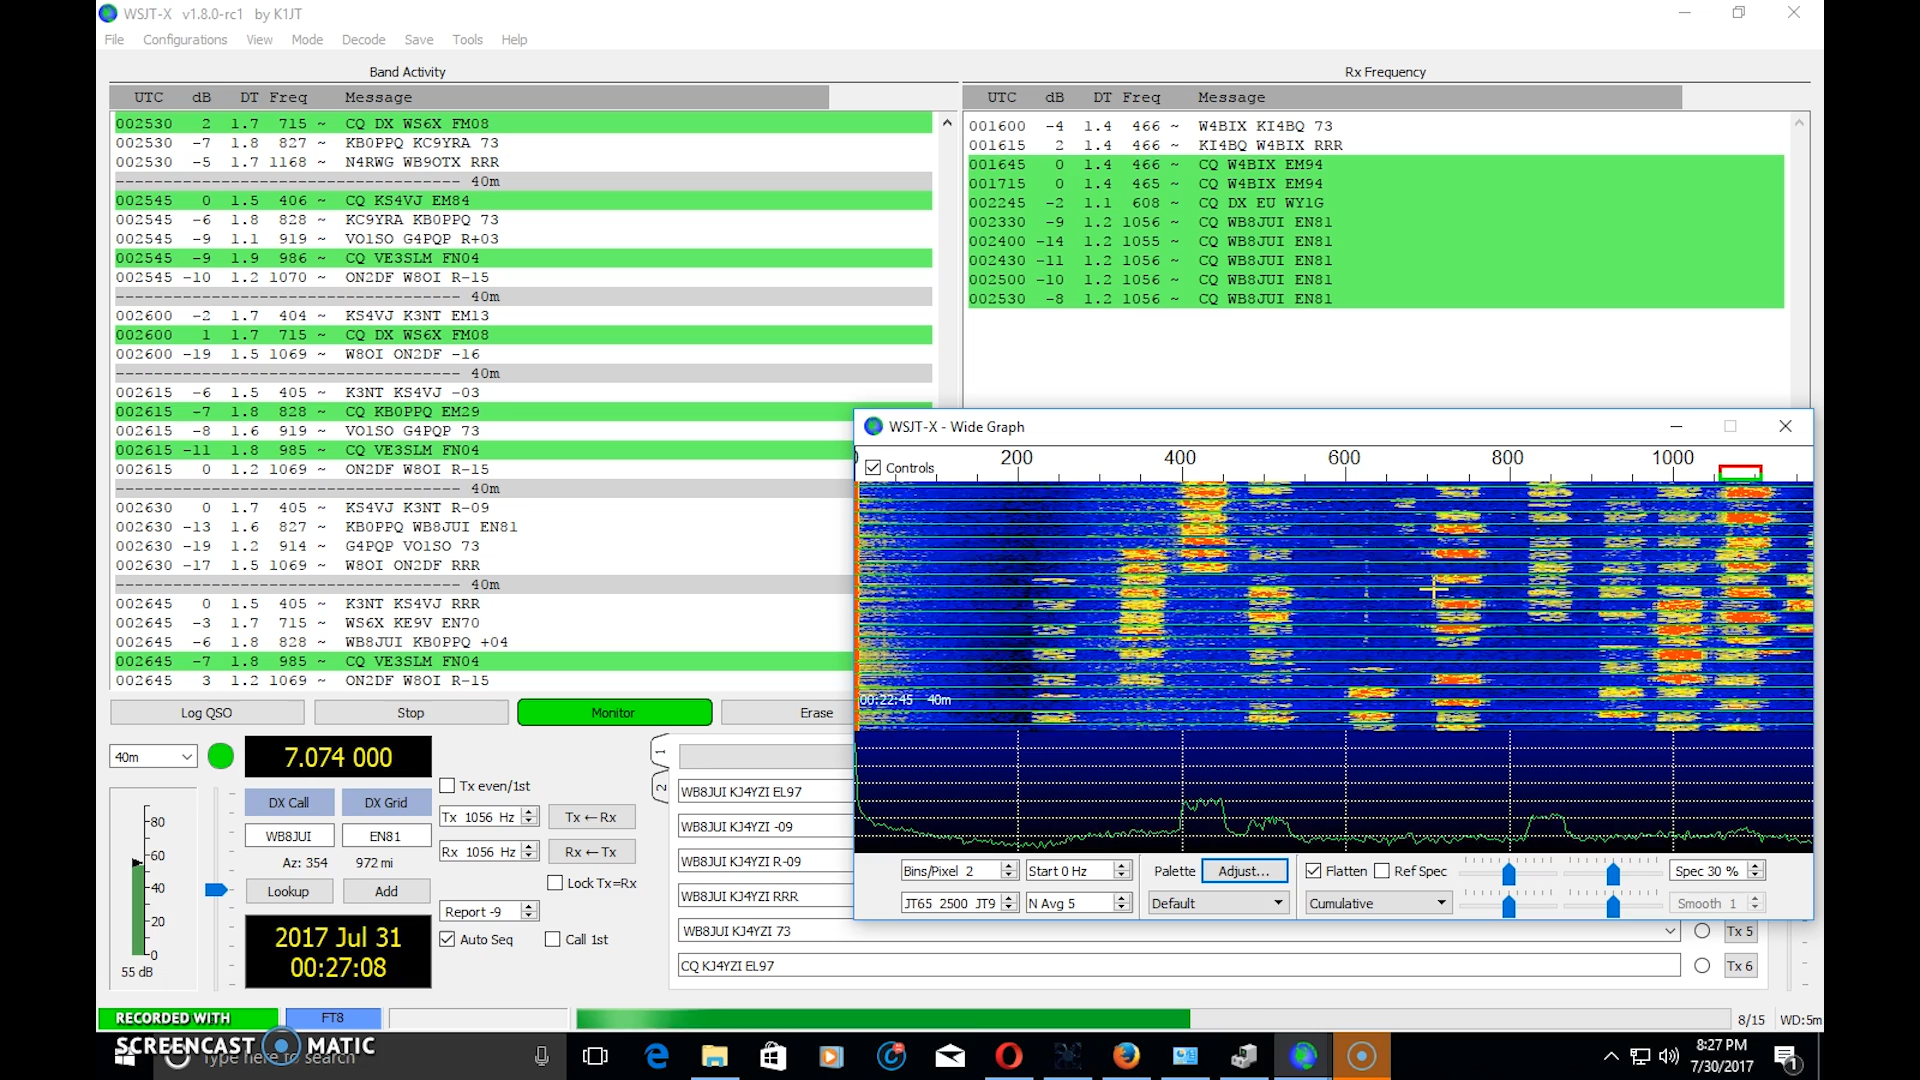 WSJT-X v1.8.0-rc1 by K1JT
File Configurations View Mode Decode Save Tools Help
Band Activity
UTC dB DT Freq Message
002530 2 1.7 715 ~ CQ DX WS6X FM08
002530 -7 1.8 827 ~ KB0PPQ KC9YRA 73
002530 -5 1.7 1168 ~ N4RWG WB9OTX RRR
------------------------------------ 40m
002545 0 1.5 406 ~ CQ KS4VJ EM84
002545 -6 1.8 828 ~ KC9YRA KB0PPQ 73
002545 -9 1.1 919 ~ VO1SO G4PQP R+03
002545 -9 1.9 986 ~ CQ VE3SLM FN04
002545 -10 1.2 1070 ~ ON2DF W8OI R-15
------------------------------------ 40m
002600 -2 1.7 404 ~ KS4VJ K3NT EM13
002600 1 1.7 715 ~ CQ DX WS6X FM08
002600 -19 1.5 1069 ~ W8OI ON2DF -16
------------------------------------ 40m
002615 -6 1.5 405 ~ K3NT KS4VJ -03
002615 -7 1.8 828 ~ CQ KB0PPQ EM29
002615 -8 1.6 919 ~ VO1SO G4PQP 73
002615 -11 1.8 985 ~ CQ VE3SLM FN04
002615 0 1.2 1069 ~ ON2DF W8OI R-15
------------------------------------ 40m
002630 0 1.7 405 ~ KS4VJ K3NT R-09
002630 -13 1.6 827 ~ KB0PPQ WB8JUI EN81
002630 -19 1.2 914 ~ G4PQP VO1SO 73
002630 -17 1.5 1069 ~ W8OI ON2DF RRR
------------------------------------ 40m
002645 0 1.5 405 ~ K3NT KS4VJ RRR
002645 -3 1.7 715 ~ WS6X KE9V EN70
002645 -6 1.8 828 ~ WB8JUI KB0PPQ +04
002645 -7 1.8 985 ~ CQ VE3SLM FN04
002645 3 1.2 1069 ~ ON2DF W8OI R-15
Rx Frequency
UTC dB DT Freq Message
001600 -4 1.4 466 ~ W4BIX KI4BQ 73
001615 2 1.4 466 ~ KI4BQ W4BIX RRR
001645 0 1.4 466 ~ CQ W4BIX EM94
001715 0 1.4 465 ~ CQ W4BIX EM94
002245 -2 1.1 608 ~ CQ DX EU WY1G
002330 -9 1.2 1056 ~ CQ WB8JUI EN81
002400 -14 1.2 1055 ~ CQ WB8JUI EN81
002430 -11 1.2 1056 ~ CQ WB8JUI EN81
002500 -10 1.2 1056 ~ CQ WB8JUI EN81
002530 -8 1.2 1056 ~ CQ WB8JUI EN81
WSJT-X - Wide Graph
Controls 200 400 600 800 1000
00:22:45 40m
Bins/Pixel 2 Start 0 Hz Palette Adjust... Flatten Ref Spec Spec 30 %
JT65 2500 JT9 N Avg 5 Default Cumulative Smooth 1
Log QSO Stop Monitor Erase
40m 7.074 000
DX Call DX Grid
WB8JUI EN81
Az: 354 972 mi
Lookup Add
80
60
40
20
0
55 dB
2017 Jul 31
00:27:08
Tx even/1st
Tx 1056 Hz Tx ← Rx
Rx 1056 Hz Rx ← Tx
Lock Tx=Rx
Report -9
Auto Seq Call 1st
1
2
WB8JUI KJ4YZI EL97
WB8JUI KJ4YZI -09
WB8JUI KJ4YZI R-09
WB8JUI KJ4YZI RRR
WB8JUI KJ4YZI 73 Tx 5
CQ KJ4YZI EL97 Tx 6
RECORDED WITH FT8 8/15 WD:5m
SCREENCAST MATIC
Type here to search
8:27 PM
7/30/2017
1